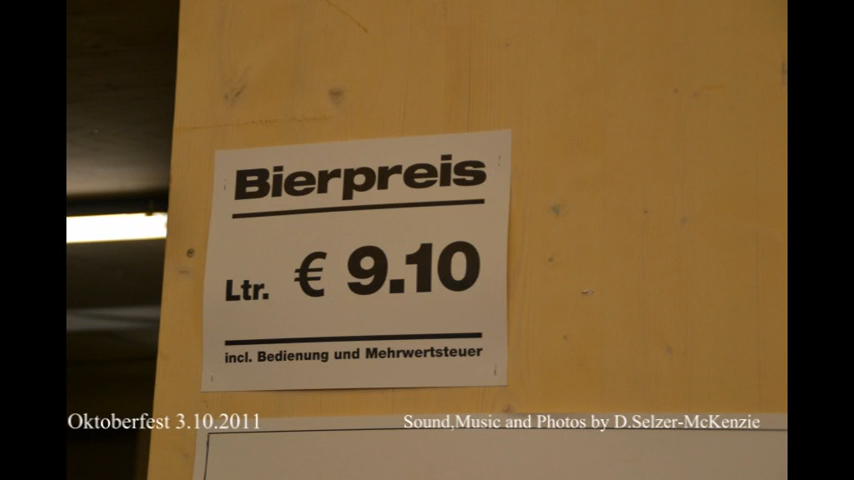 Bierpreis
Ltr. € 9.10
incl. Bedienung und Mehrwertsteuer
Oktoberfest 3.10.2011 Sound,Music and Photos by D.Selzer-McKenzie